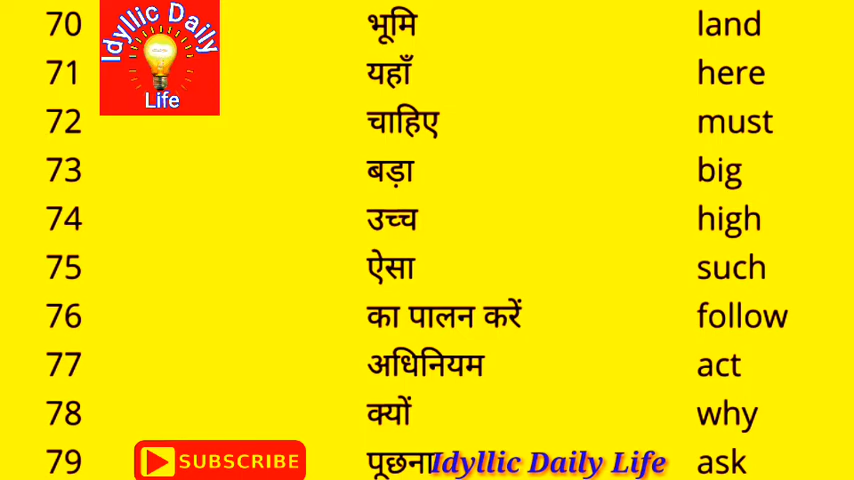 70 भूमि land
Idyllic Daily
Life
71 यहाँ here
72 चाहिए must
73 बड़ा big
74 उच्च high
75 ऐसा such
76 का पालन करें follow
77 अधिनियम act
78 क्यों why
79 पूछना ask
SUBSCRIBE
Idyllic Daily Life